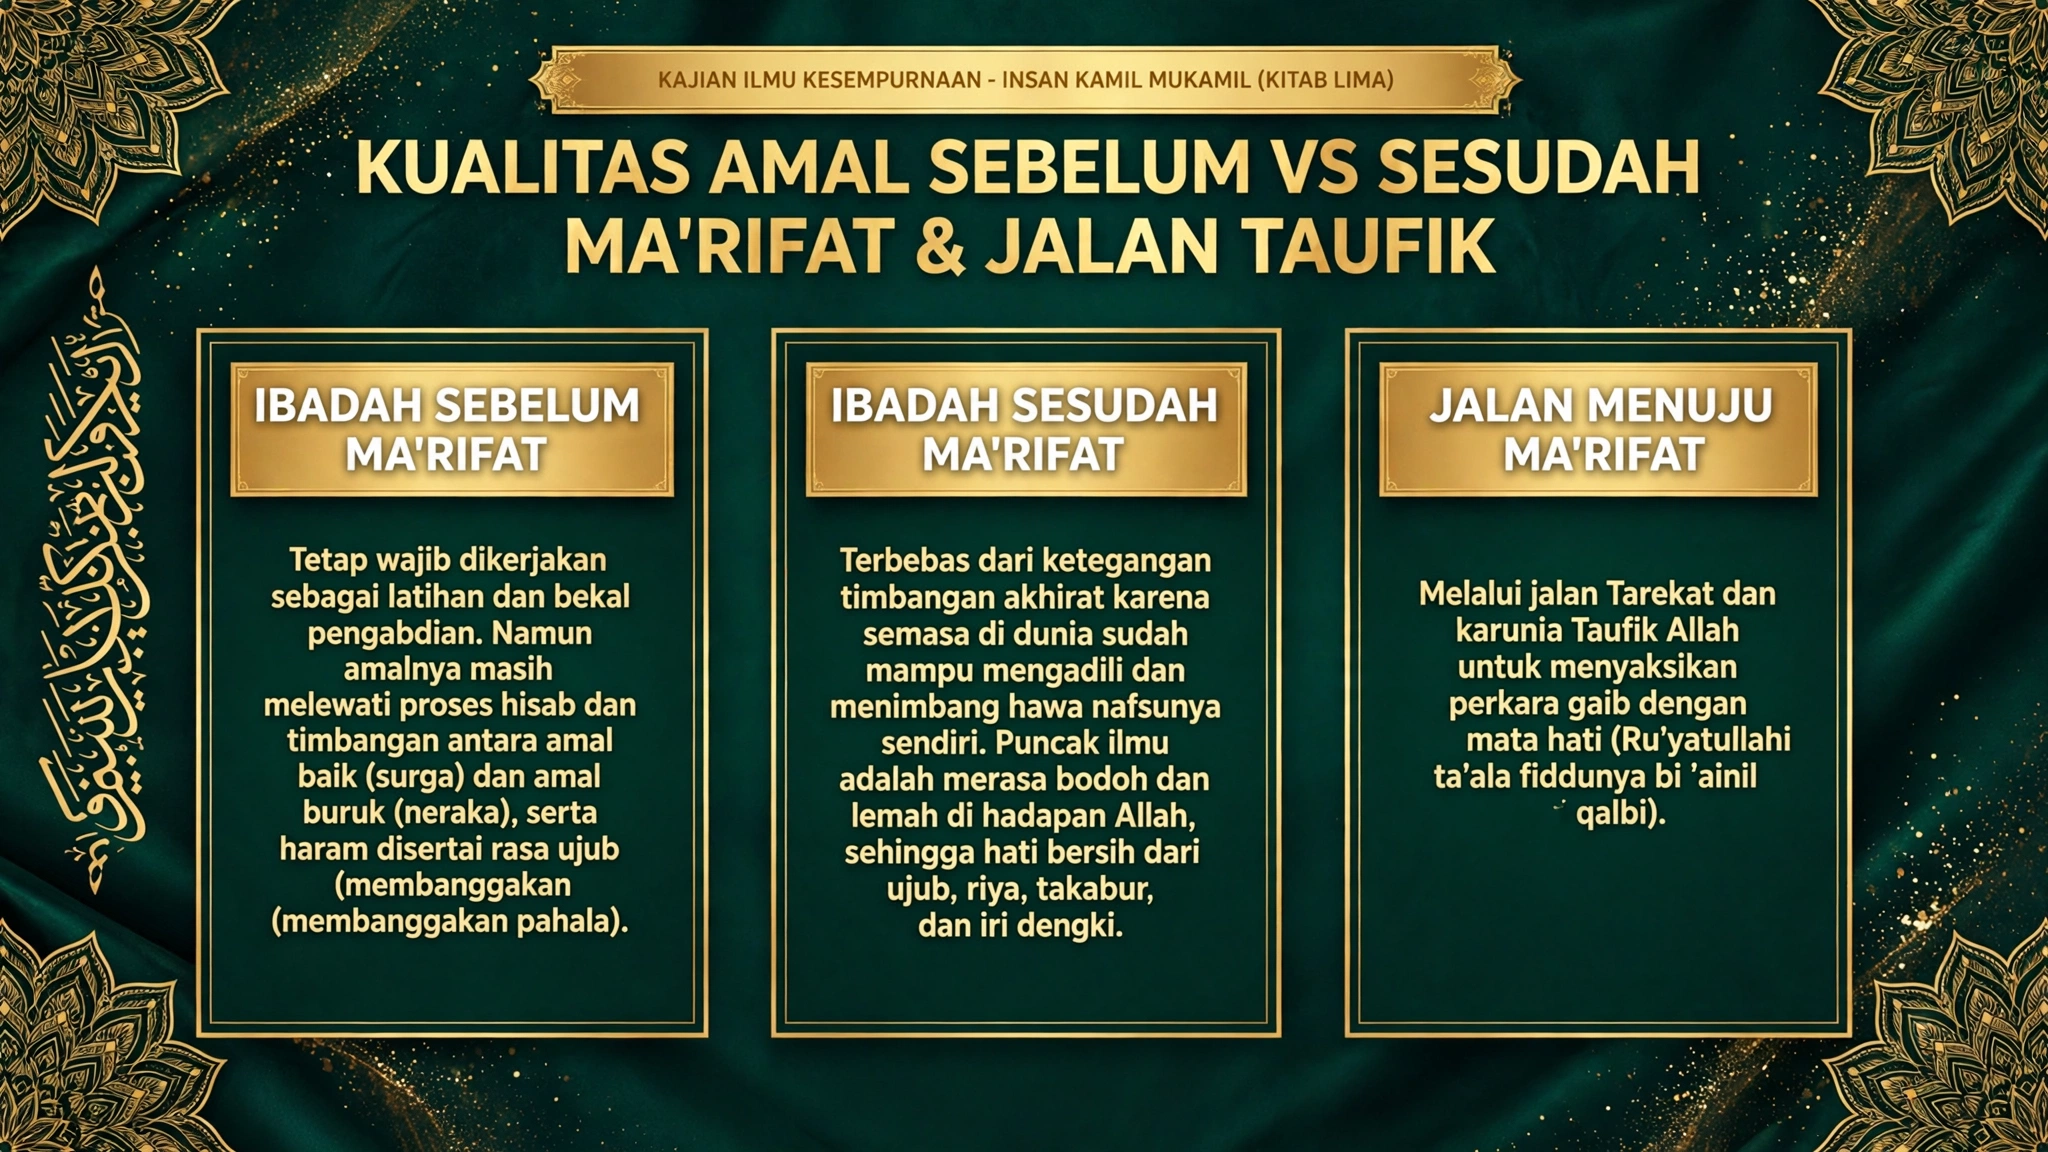 KAJIAN ILMU KESEMPURNAAN - INSAN KAMIL MUKAMIL (KITAB LIMA)
KUALITAS AMAL SEBELUM VS SESUDAH
MA'RIFAT & JALAN TAUFIK
IBADAH SEBELUM
MA'RIFAT
Tetap wajib dikerjakan
sebagai latihan dan bekal
pengabdian. Namun
amalnya masih
melewati proses hisab dan
timbangan antara amal
baik (surga) dan amal
buruk (neraka), serta
haram disertai rasa ujub
(membanggakan
(membanggakan pahala).
IBADAH SESUDAH
MA'RIFAT
Terbebas dari ketegangan
timbangan akhirat karena
semasa di dunia sudah
mampu mengadili dan
menimbang hawa nafsunya
sendiri. Puncak ilmu
adalah merasa bodoh dan
lemah di hadapan Allah,
sehingga hati bersih dari
ujub, riya, takabur,
dan iri dengki.
JALAN MENUJU
MA'RIFAT
Melalui jalan Tarekat dan
karunia Taufik Allah
untuk menyaksikan
perkara gaib dengan
mata hati (Ru'yatullahi
ta'ala fiddunya bi 'ainil
qalbi).